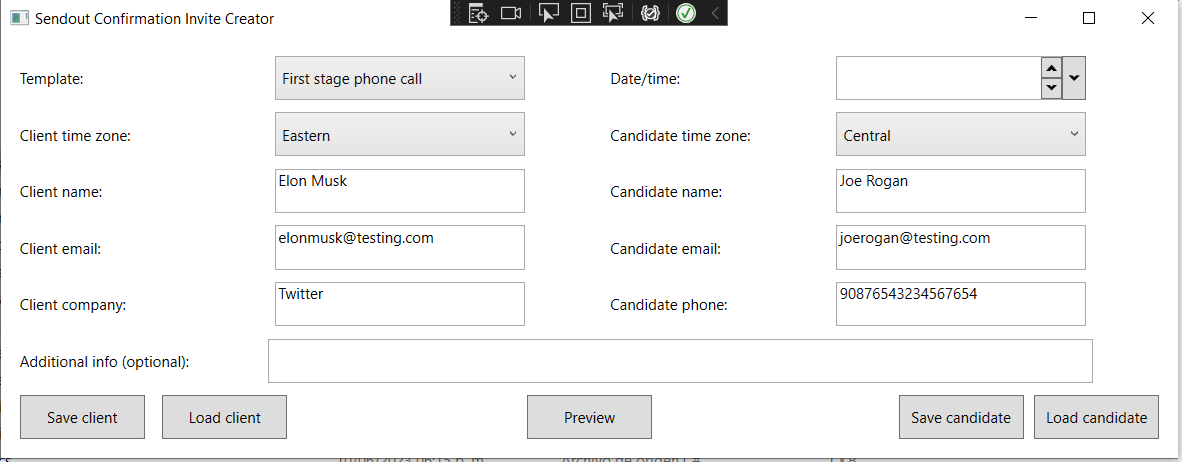 Sendout Confirmation Invite Creator
Template: First stage phone call Date/time:
Client time zone: Eastern Candidate time zone: Central
Client name: Elon Musk Candidate name: Joe Rogan
Client email: elonmusk@testing.com Candidate email: joerogan@testing.com
Client company: Twitter Candidate phone: 90876543234567654
Additional info (optional):
Save client Load client Preview Save candidate Load candidate